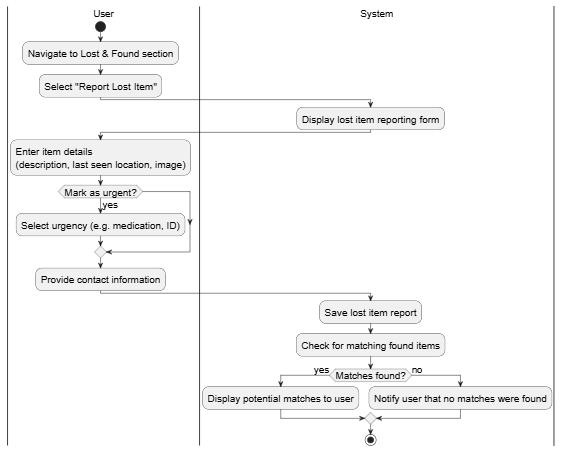 User
System
Navigate to Lost & Found section
Select "Report Lost Item"
Display lost item reporting form
Enter item details
(description, last seen location, image)
Mark as urgent?
yes
Select urgency (e.g. medication, ID)
Provide contact information
Save lost item report
Check for matching found items
yes
Matches found?
no
Display potential matches to user
Notify user that no matches were found